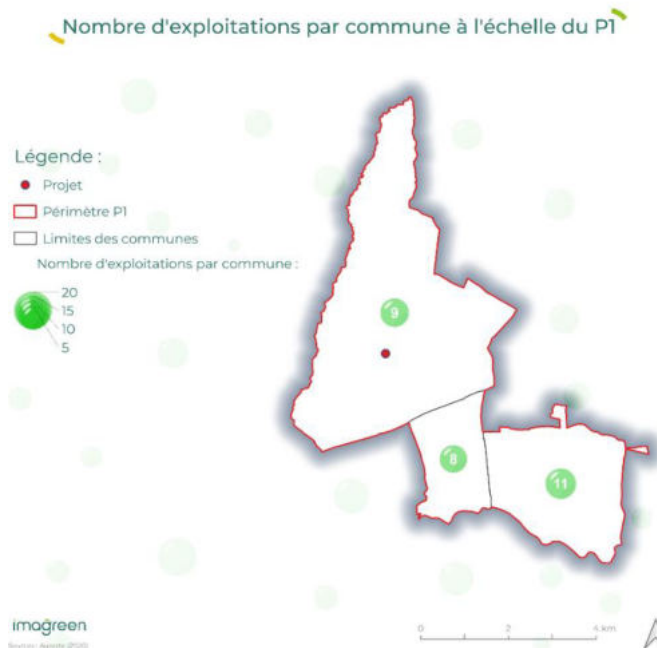 Nombre d'exploitations par commune à l'échelle du P1
Légende :
Projet
Périmètre P1
Limites des communes
Nombre d'exploitations par commune :
20
15
10
5
9
8
11
imagreen
0 2 4 km